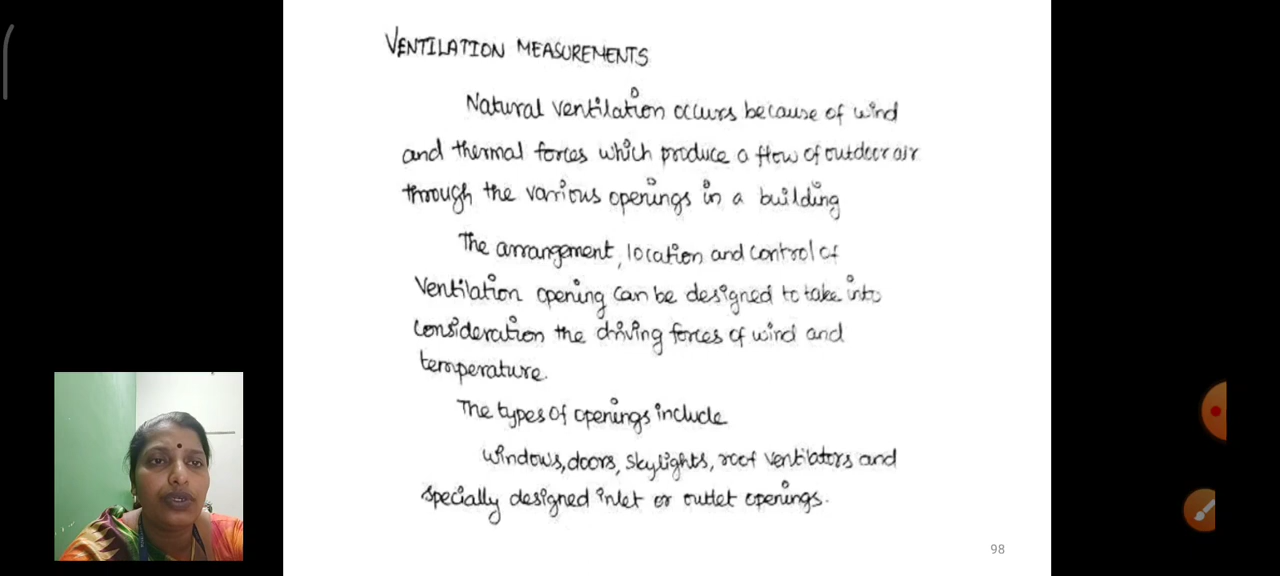 VENTILATION MEASUREMENTS
Natural ventilation occurs because of wind
and thermal forces which produce a flow of outdoor air
through the various openings in a building
The arrangement, location and control of
Ventilation opening can be designed to take into
consideration the driving forces of wind and
temperature.
The types of openings include
windows, doors, skylights, roof ventilators and
specially designed inlet or outlet openings.
98